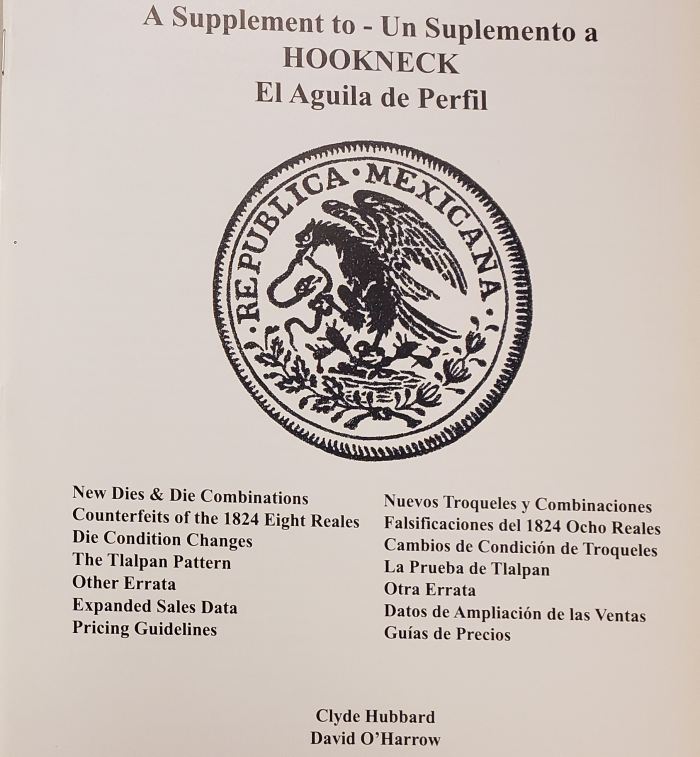 A Supplement to - Un Suplemento a
HOOKNECK
El Aguila de Perfil
· REPUBLICA · MEXICANA ·
New Dies & Die Combinations
Counterfeits of the 1824 Eight Reales
Die Condition Changes
The Tlalpan Pattern
Other Errata
Expanded Sales Data
Pricing Guidelines
Nuevos Troqueles y Combinaciones
Falsificaciones del 1824 Ocho Reales
Cambios de Condición de Troqueles
La Prueba de Tlalpan
Otra Errata
Datos de Ampliación de las Ventas
Guías de Precios
Clyde Hubbard
David O'Harrow